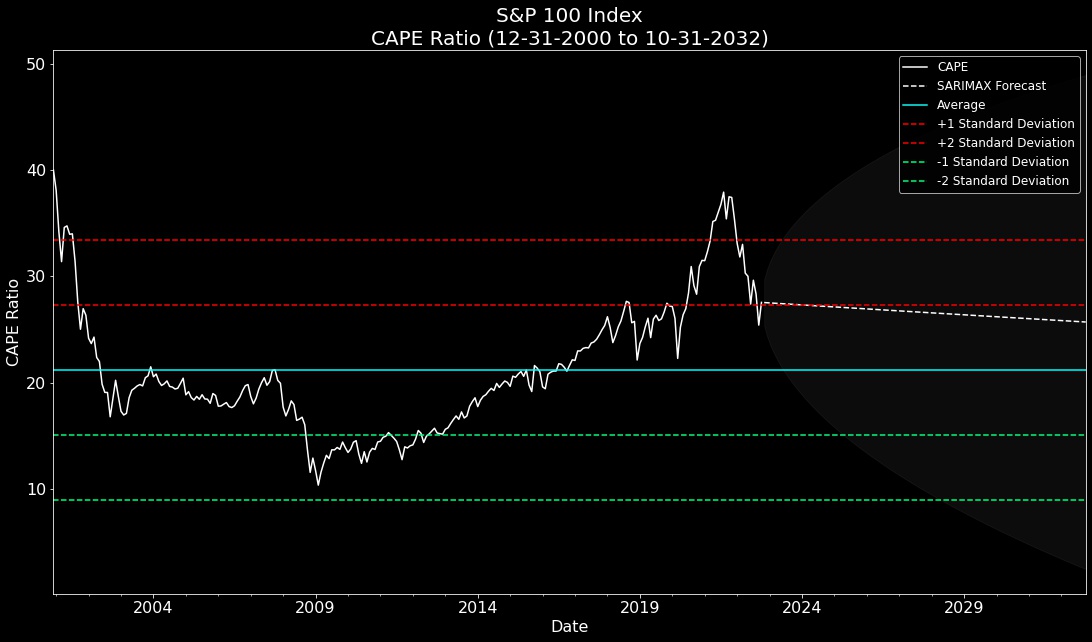 S&P 100 Index
CAPE Ratio (12-31-2000 to 10-31-2032)
50
40
30
20
10
CAPE Ratio
CAPE
SARIMAX Forecast
Average
+1 Standard Deviation
+2 Standard Deviation
-1 Standard Deviation
-2 Standard Deviation
2004
2009
2014
2019
2024
2029
Date